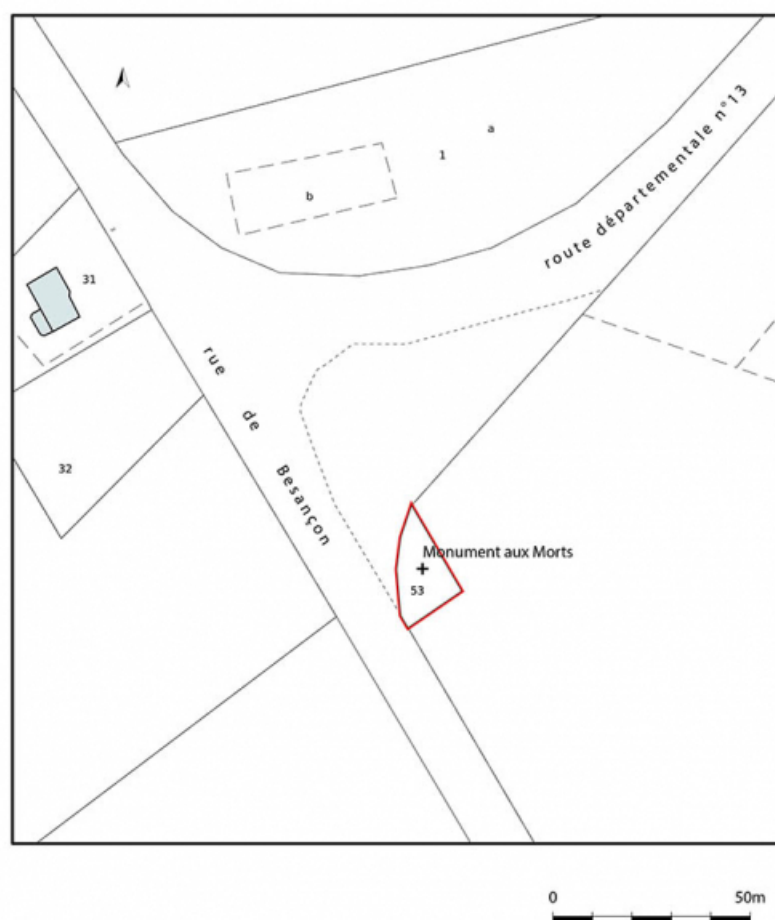 a
1
b
route départementale n°13
31
rue de Besançon
32
Monument aux Morts
53
0 50m